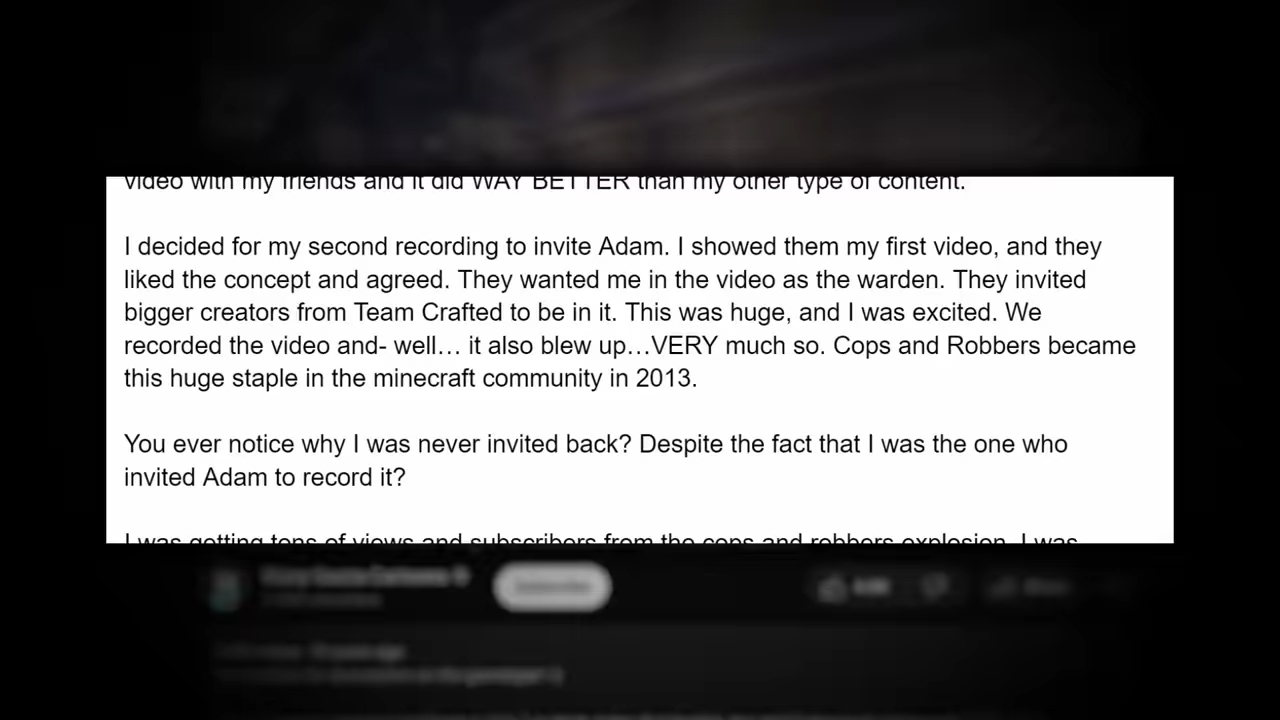 video with my friends and it did WAY BETTER than my other type of content.
I decided for my second recording to invite Adam. I showed them my first video, and they
liked the concept and agreed. They wanted me in the video as the warden. They invited
bigger creators from Team Crafted to be in it. This was huge, and I was excited. We
recorded the video and- well… it also blew up…VERY much so. Cops and Robbers became
this huge staple in the minecraft community in 2013.
You ever notice why I was never invited back? Despite the fact that I was the one who
invited Adam to record it?
I was getting tons of views and subscribers from the cops and robbers explosion. I was